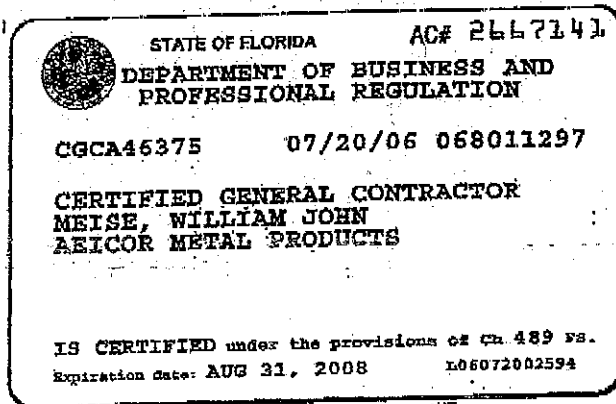 STATE OF FLORIDA AC# 2667141
DEPARTMENT OF BUSINESS AND
PROFESSIONAL REGULATION
CGCA46375 07/20/06 068011297
CERTIFIED GENERAL CONTRACTOR
MEISE, WILLIAM JOHN
AEICOR METAL PRODUCTS
IS CERTIFIED under the provisions of Ch.489 FS.
Expiration date: AUG 31, 2008 L06072002594